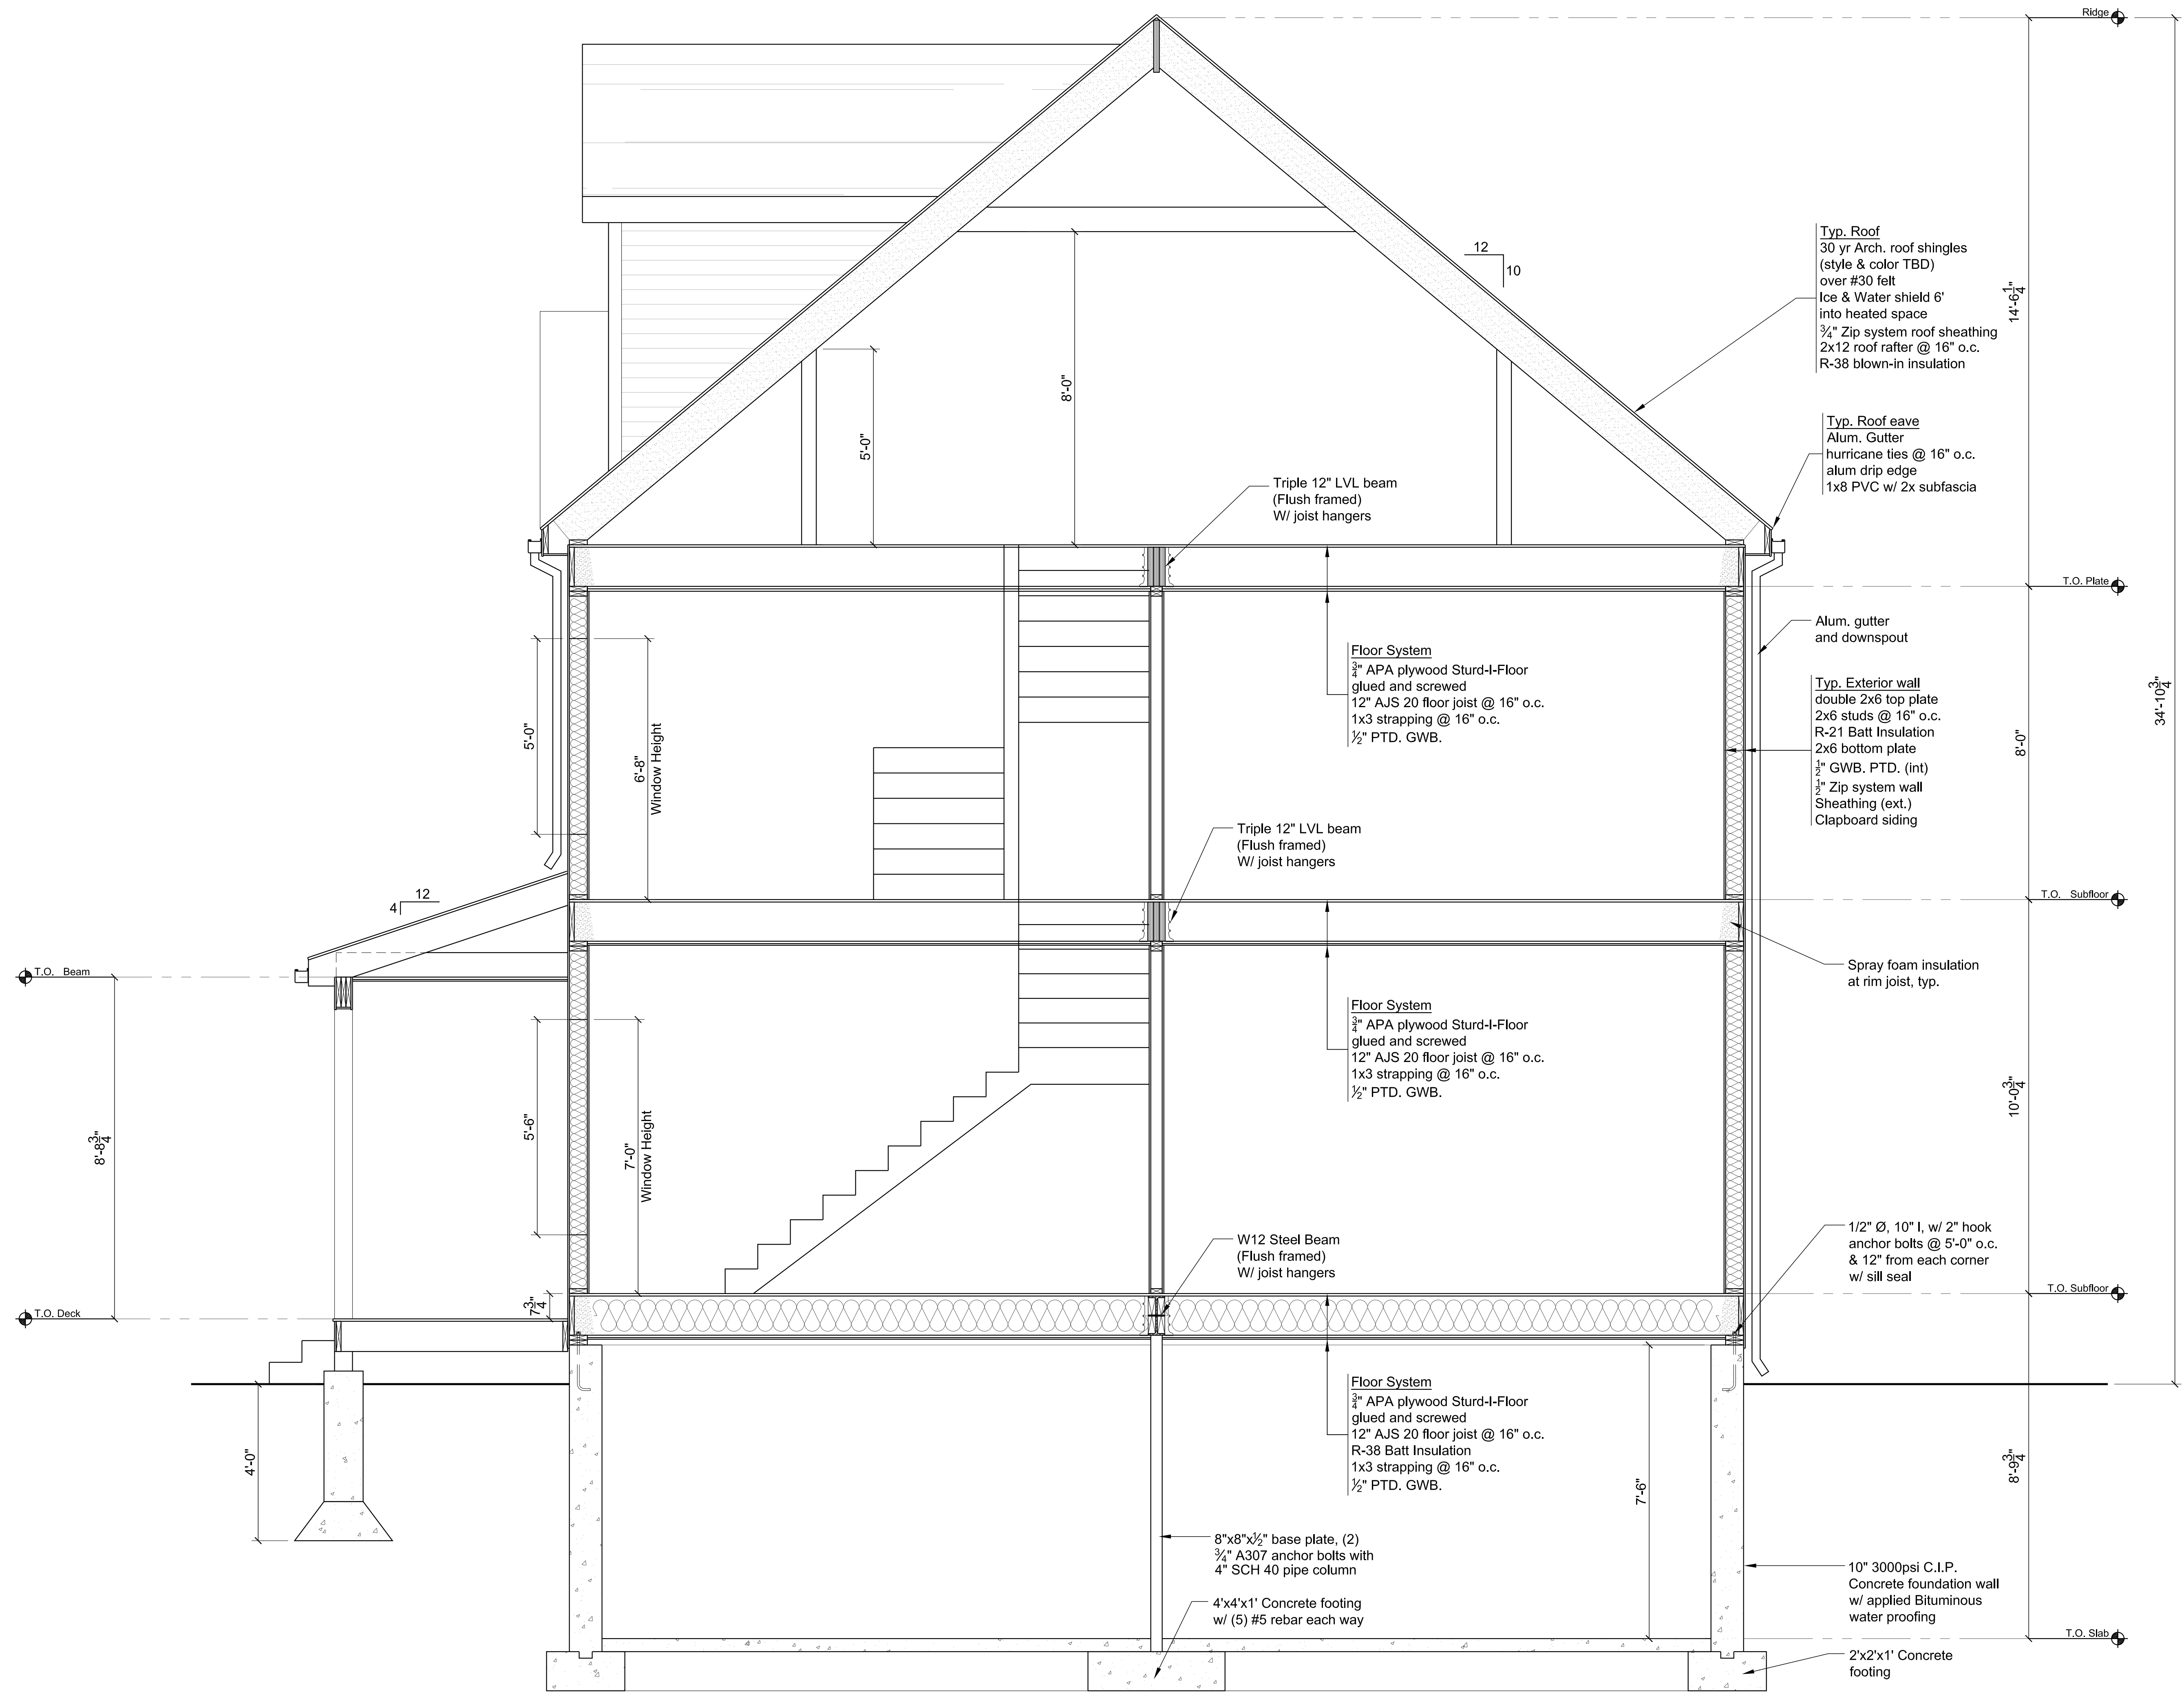 Ridge
12
10
Typ. Roof
30 yr Arch. roof shingles
(style & color TBD)
over #30 felt
Ice & Water shield 6'
into heated space
¾" Zip system roof sheathing
2x12 roof rafter @ 16" o.c.
R-38 blown-in insulation
14'-6¼"
8'-0"
5'-0"
Typ. Roof eave
Alum. Gutter
hurricane ties @ 16" o.c.
alum drip edge
1x8 PVC w/ 2x subfascia
Triple 12" LVL beam
(Flush framed)
W/ joist hangers
T.O. Plate
Alum. gutter
and downspout
Floor System
¾" APA plywood Sturd-I-Floor
glued and screwed
12" AJS 20 floor joist @ 16" o.c.
1x3 strapping @ 16" o.c.
½" PTD. GWB.
Typ. Exterior wall
double 2x6 top plate
2x6 studs @ 16" o.c.
R-21 Batt Insulation
2x6 bottom plate
½" GWB. PTD. (int)
½" Zip system wall
Sheathing (ext.)
Clapboard siding
34'-10¾"
8'-0"
5'-0"
6'-8"
Window Height
Triple 12" LVL beam
(Flush framed)
W/ joist hangers
12
4
T.O. Subfloor
T.O. Beam
Spray foam insulation
at rim joist, typ.
Floor System
¾" APA plywood Sturd-I-Floor
glued and screwed
12" AJS 20 floor joist @ 16" o.c.
1x3 strapping @ 16" o.c.
½" PTD. GWB.
10'-0¾"
8'-8¾"
5'-6"
7'-0"
Window Height
W12 Steel Beam
(Flush framed)
W/ joist hangers
1/2" Ø, 10" l, w/ 2" hook
anchor bolts @ 5'-0" o.c.
& 12" from each corner
w/ sill seal
T.O. Subfloor
7¾"
T.O. Deck
Floor System
¾" APA plywood Sturd-I-Floor
glued and screwed
12" AJS 20 floor joist @ 16" o.c.
R-38 Batt Insulation
1x3 strapping @ 16" o.c.
½" PTD. GWB.
4'-0"
7'-6"
8'-9¾"
8"x8"x½" base plate, (2)
¾" A307 anchor bolts with
4" SCH 40 pipe column
4'x4'x1' Concrete footing
w/ (5) #5 rebar each way
10" 3000psi C.I.P.
Concrete foundation wall
w/ applied Bituminous
water proofing
T.O. Slab
2'x2'x1' Concrete
footing